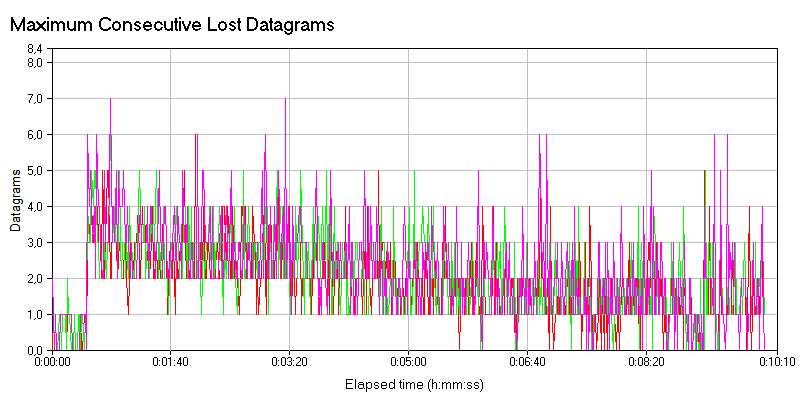 Maximum Consecutive Lost Datagrams
8,4
8,0
7,0
6,0
5,0
4,0
3,0
2,0
1,0
0,0
Datagrams
0:00:00 0:01:40 0:03:20 0:05:00 0:06:40 0:08:20 0:10:10
Elapsed time (h:mm:ss)